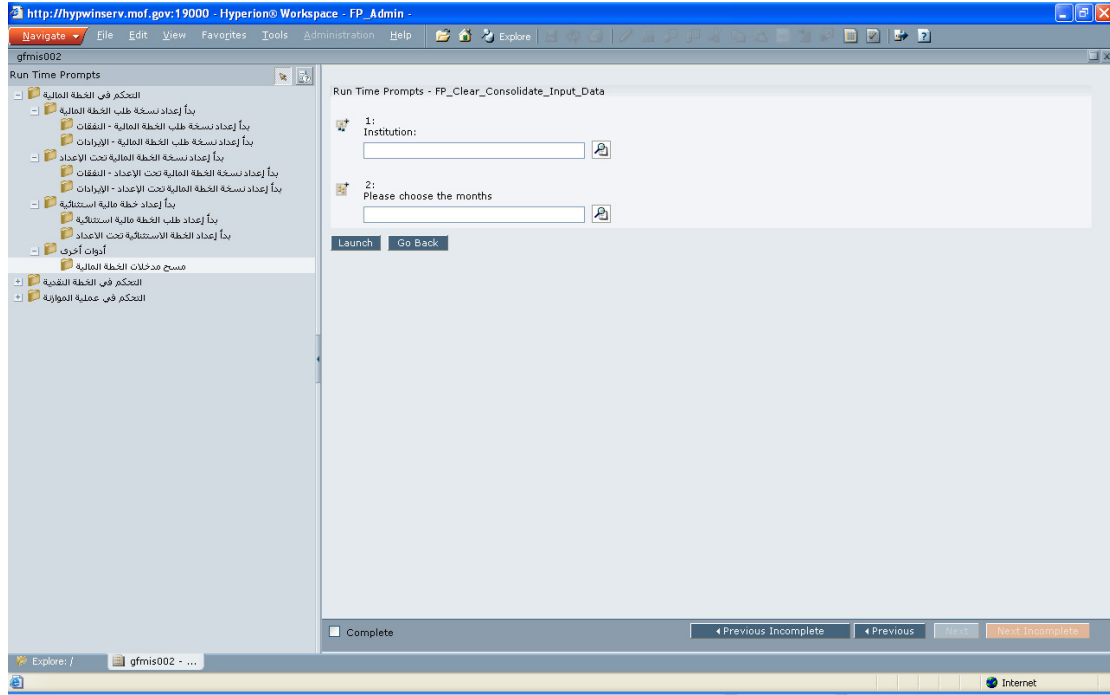 http://hypwinserv.mof.gov:19000 - Hyperion® Workspace - FP_Admin -
Navigate File Edit View Favorites Tools Administration Help Explore
gfmis002
Run Time Prompts
التحكم في الخطة المالية
بدأ إعداد نسخة طلب الخطة المالية
بدأ إعداد نسخة طلب الخطة المالية - النفقات
بدأ إعداد نسخة طلب الخطة المالية - الإيرادات
بدأ إعداد نسخة الخطة المالية تحت الإعداد
بدأ إعداد نسخة الخطة المالية تحت الإعداد - النفقات
بدأ إعداد نسخة الخطة المالية تحت الإعداد - الإيرادات
بدأ إعداد خطة مالية استثنائية
بدأ إعداد طلب الخطة مالية استثنائية
بدأ إعداد الخطة الاستثنائية تحت الاعداد
أدوات أخرى
مسح مدخلات الخطة المالية
التحكم في الخطة النقدية
التحكم في عملية الموازنة
Run Time Prompts - FP_Clear_Consolidate_Input_Data
1:
Institution:
2:
Please choose the months
Launch Go Back
Complete Previous Incomplete Previous Next Next Incomplete
Explore: / gfmis002 - ...
Internet